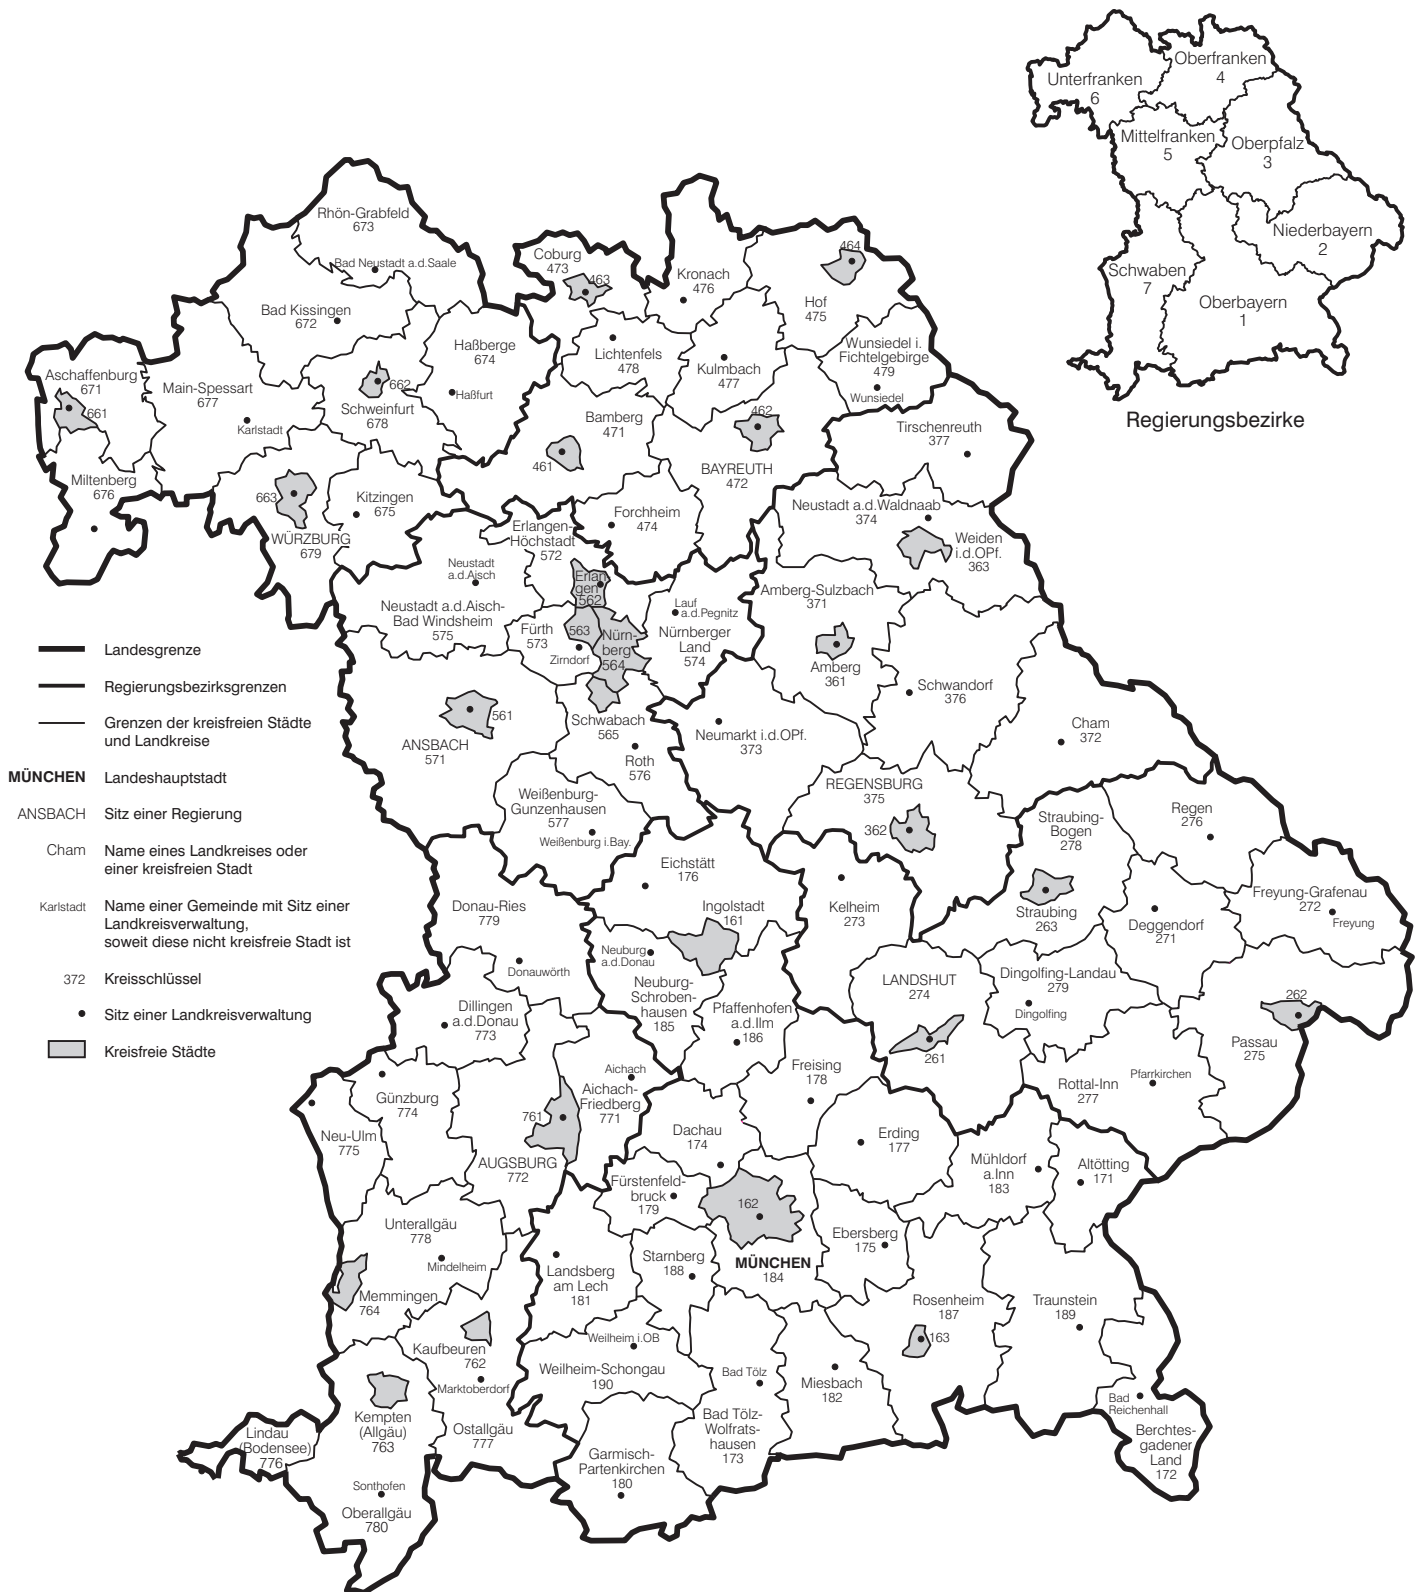 Oberfranken
4
Unterfranken
6
Mittelfranken
5
Oberpfalz
3
Niederbayern
2
Schwaben
7
Oberbayern
1
Regierungsbezirke
Rhön-Grabfeld
673
Bad Neustadt a.d.Saale
Coburg
473
463
Kronach
476
464
Hof
475
Bad Kissingen
672
Haßberge
674
Haßfurt
Lichtenfels
478
Kulmbach
477
Wunsiedel i.
Fichtelgebirge
479
Wunsiedel
Aschaffenburg
671
661
Main-Spessart
677
Karlstadt
662
Schweinfurt
678
Bamberg
471
461
462
BAYREUTH
472
Tirschenreuth
377
Miltenberg
676
663
WÜRZBURG
679
Kitzingen
675
Forchheim
474
Erlangen-
Höchstadt
572
Neustadt a.d.Waldnaab
374
Weiden
i.d.OPf.
363
Neustadt
a.d.Aisch
Neustadt a.d.Aisch-
Bad Windsheim
575
Erlan
gen
562
Fürth
573
563
Zirndorf
Nürn-
berg
564
Lauf
a.d.Pegnitz
Nürnberger
Land
574
Amberg-Sulzbach
371
Amberg
361
Schwandorf
376
Cham
372
Landesgrenze
Regierungsbezirksgrenzen
Grenzen der kreisfreien Städte
und Landkreise
MÜNCHEN
Landeshauptstadt
ANSBACH
Sitz einer Regierung
Cham
Name eines Landkreises oder
einer kreisfreien Stadt
Karlstadt
Name einer Gemeinde mit Sitz einer
Landkreisverwaltung,
soweit diese nicht kreisfreie Stadt ist
372
Kreisschlüssel
Sitz einer Landkreisverwaltung
Kreisfreie Städte
561
ANSBACH
571
Schwabach
565
Roth
576
Neumarkt i.d.OPf.
373
Weißenburg-
Gunzenhausen
577
Weißenburg i.Bay.
REGENSBURG
375
362
Straubing-
Bogen
278
Regen
276
Eichstätt
176
Ingolstadt
161
Kelheim
273
Straubing
263
Deggendorf
271
Freyung-Grafenau
272
Freyung
Donau-Ries
779
Donauwörth
Neuburg
a.d.Donau
Neuburg-
Schroben-
hausen
185
Pfaffenhofen
a.d.Ilm
186
LANDSHUT
274
261
Dingolfing-Landau
279
Dingolfing
262
Passau
275
Dillingen
a.d.Donau
773
Freising
178
Rottal-Inn
277
Pfarrkirchen
Günzburg
774
Neu-Ulm
775
761
AUGSBURG
772
Aichach
Aichach-
Friedberg
771
Dachau
174
Erding
177
Mühldorf
a.Inn
183
Altötting
171
Fürstenfeld-
bruck
179
162
MÜNCHEN
184
Ebersberg
175
Unterallgäu
778
Mindelheim
Memmingen
764
Landsberg
am Lech
181
Starnberg
188
Rosenheim
187
163
Traunstein
189
Kaufbeuren
762
Marktoberdorf
Weilheim i.OB
Weilheim-Schongau
190
Bad Tölz
Bad Tölz-
Wolfrats-
hausen
173
Miesbach
182
Bad
Reichenhall
Berchtes-
gadener
Land
172
Kempten
(Allgäu)
763
Lindau
(Bodensee)
776
Ostallgäu
777
Garmisch-
Partenkirchen
180
Sonthofen
Oberallgäu
780